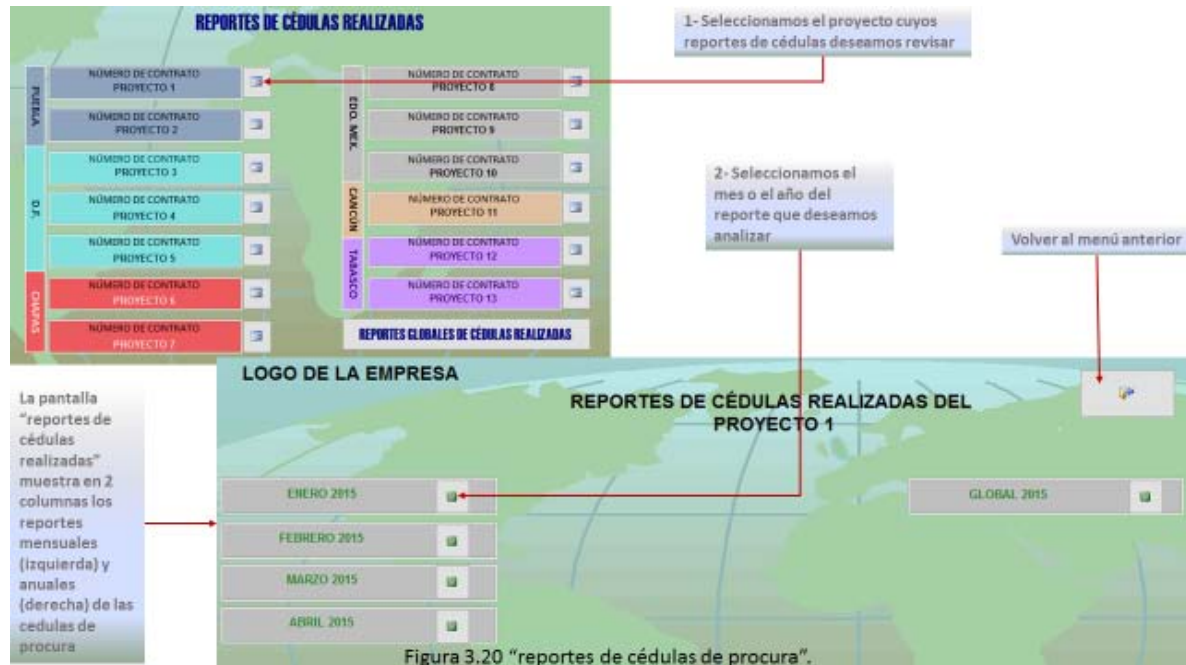 REPORTES DE CÉDULAS REALIZADAS
1- Seleccionamos el proyecto cuyos
reportes de cédulas deseamos revisar
PUEBLA
NÚMERO DE CONTRATO
PROYECTO 1
NÚMERO DE CONTRATO
PROYECTO 2
D.F.
NÚMERO DE CONTRATO
PROYECTO 3
NÚMERO DE CONTRATO
PROYECTO 4
NÚMERO DE CONTRATO
PROYECTO 5
CHIAPAS
NÚMERO DE CONTRATO
PROYECTO 6
NÚMERO DE CONTRATO
PROYECTO 7
EDO. MEX.
NÚMERO DE CONTRATO
PROYECTO 8
NÚMERO DE CONTRATO
PROYECTO 9
NÚMERO DE CONTRATO
PROYECTO 10
CANCÚN
NÚMERO DE CONTRATO
PROYECTO 11
TABASCO
NÚMERO DE CONTRATO
PROYECTO 12
NÚMERO DE CONTRATO
PROYECTO 13
REPORTES GLOBALES DE CÉDULAS REALIZADAS
2- Seleccionamos el
mes o el año del
reporte que deseamos
analizar
Volver al menú anterior
La pantalla
"reportes de
cédulas
realizadas"
muestra en 2
columnas los
reportes
mensuales
(izquierda) y
anuales
(derecha) de las
cedulas de
procura
LOGO DE LA EMPRESA
REPORTES DE CÉDULAS REALIZADAS DEL
PROYECTO 1
ENERO 2015
FEBRERO 2015
MARZO 2015
ABRIL 2015
GLOBAL 2015
Figura 3.20 "reportes de cédulas de procura".